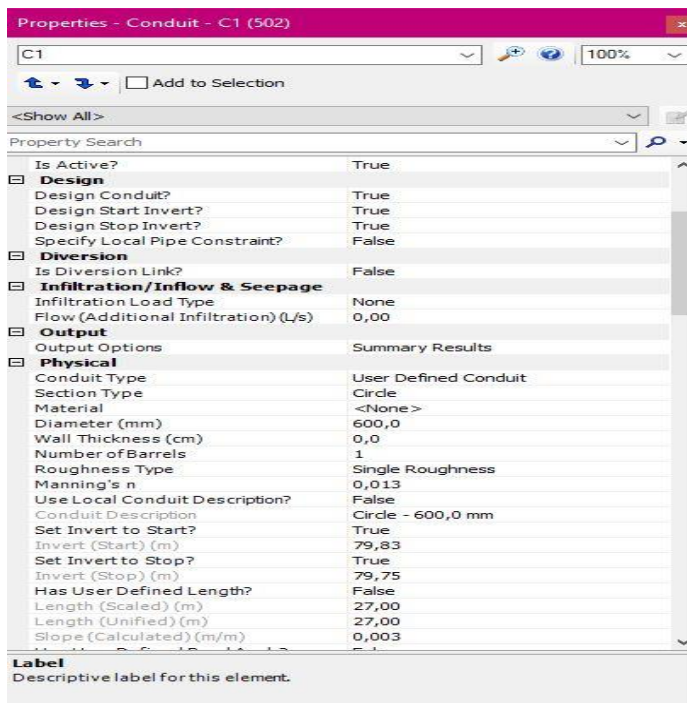 Properties - Conduit - C1 (502)
C1 100%
Add to Selection
<Show All>
Property Search
Is Active? True
Design
Design Conduit? True
Design Start Invert? True
Design Stop Invert? True
Specify Local Pipe Constraint? False
Diversion
Is Diversion Link? False
Infiltration/Inflow & Seepage
Infiltration Load Type None
Flow (Additional Infiltration) (L/s) 0,00
Output
Output Options Summary Results
Physical
Conduit Type User Defined Conduit
Section Type Circle
Material <None>
Diameter (mm) 600,0
Wall Thickness (cm) 0,0
Number of Barrels 1
Roughness Type Single Roughness
Manning's n 0,013
Use Local Conduit Description? False
Conduit Description Circle - 600,0 mm
Set Invert to Start? True
Invert (Start) (m) 79,83
Set Invert to Stop? True
Invert (Stop) (m) 79,75
Has User Defined Length? False
Length (Scaled) (m) 27,00
Length (Unified) (m) 27,00
Slope (Calculated) (m/m) 0,003
Label
Descriptive label for this element.